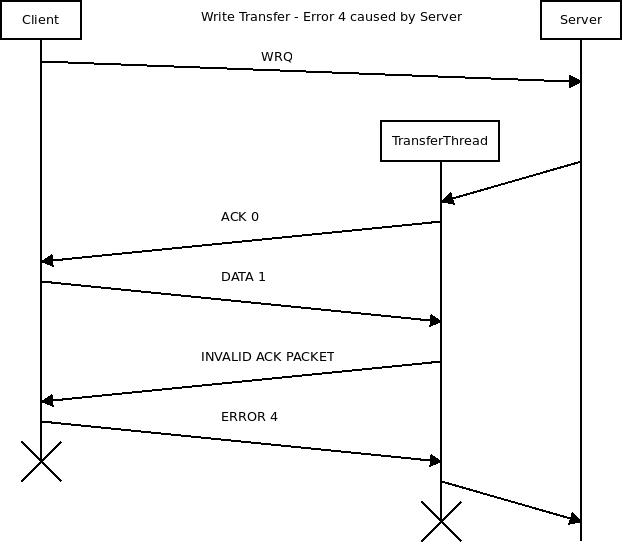 Client
Write Transfer - Error 4 caused by Server
Server
WRQ
TransferThread
ACK 0
DATA 1
INVALID ACK PACKET
ERROR 4